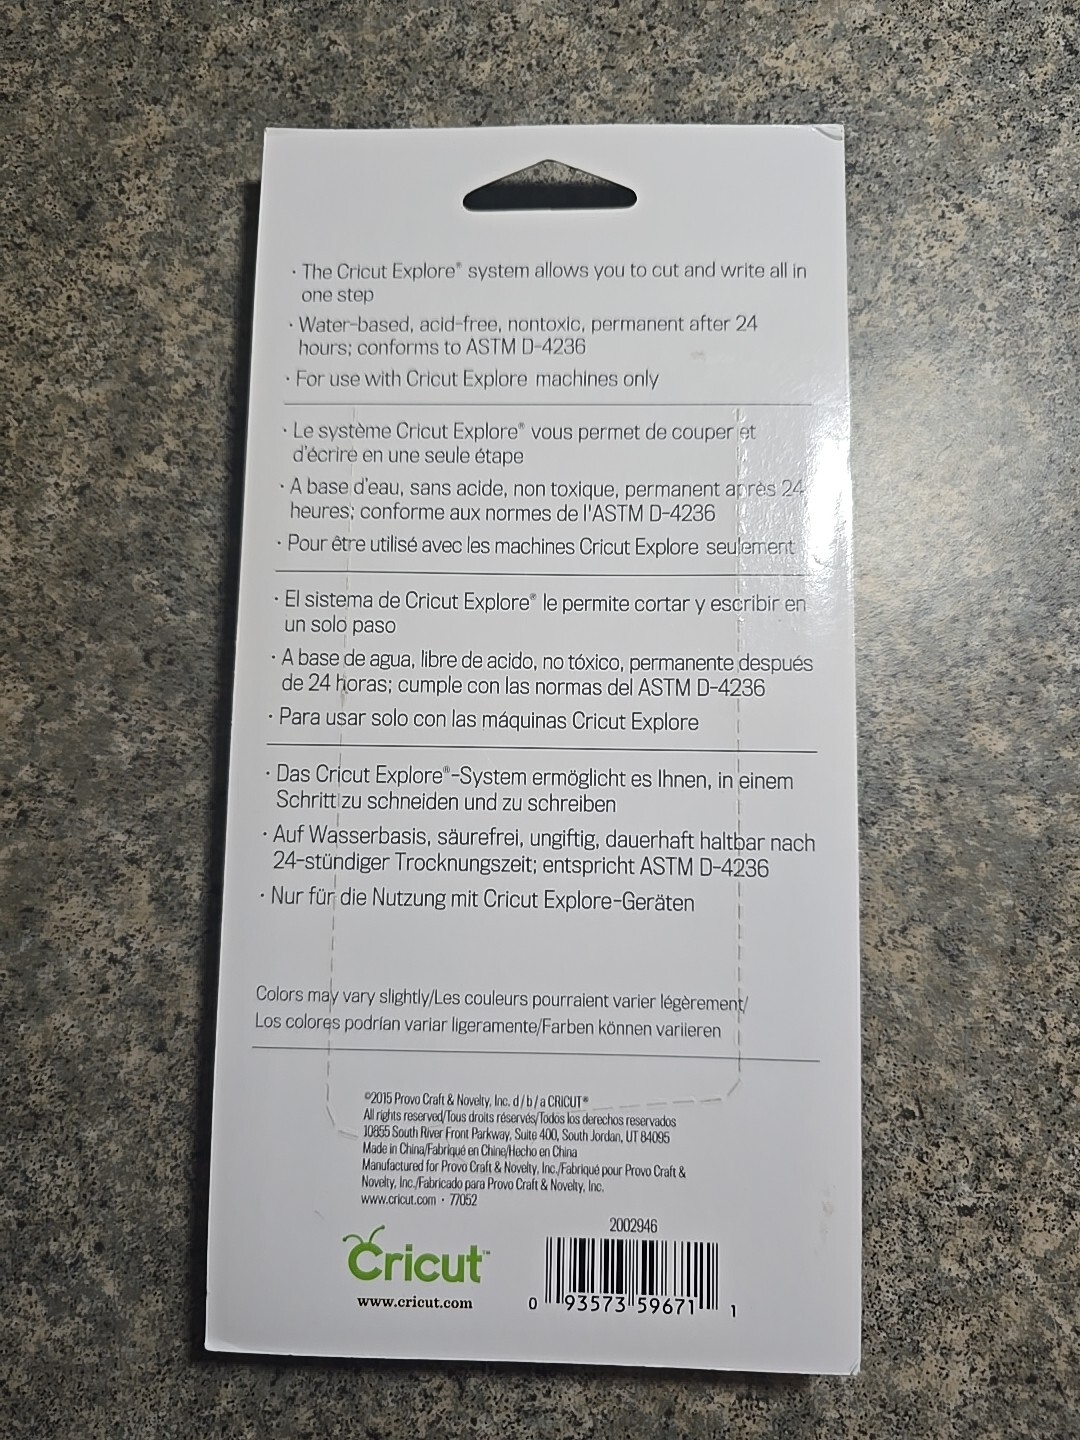 · The Cricut Explore® system allows you to cut and write all in
one step
· Water-based, acid-free, nontoxic, permanent after 24
hours; conforms to ASTM D-4236
· For use with Cricut Explore machines only
· Le système Cricut Explore® vous permet de couper et
d'écrire en une seule étape
· A base d'eau, sans acide, non toxique, permanent après 24
heures; conforme aux normes de l'ASTM D-4236
· Pour être utilisé avec les machines Cricut Explore seulement
· El sistema de Cricut Explore® le permite cortar y escribir en
un solo paso
· A base de agua, libre de acido, no tóxico, permanente después
de 24 horas; cumple con las normas del ASTM D-4236
· Para usar solo con las máquinas Cricut Explore
· Das Cricut Explore®-System ermöglicht es Ihnen, in einem
Schritt zu schneiden und zu schreiben
· Auf Wasserbasis, säurefrei, ungiftig, dauerhaft haltbar nach
24-stündiger Trocknungszeit; entspricht ASTM D-4236
· Nur für die Nutzung mit Cricut Explore-Geräten
Colors may vary slightly/Les couleurs pourraient varier légèrement/
Los colores podrían variar ligeramente/Farben können variieren
©2015 Provo Craft & Novelty, Inc. d/b/a CRICUT®
All rights reserved/Tous droits réservés/Todos los derechos reservados
10855 South River Front Parkway, Suite 400, South Jordan, UT 84095
Made in China/Fabriqué en Chine/Hecho en China
Manufactured for Provo Craft & Novelty, Inc./Fabriqué pour Provo Craft &
Novelty, Inc./Fabricado para Provo Craft & Novelty, Inc.
www.cricut.com · 77052
2002946
Cricut™
www.cricut.com
0 93573 59671 1